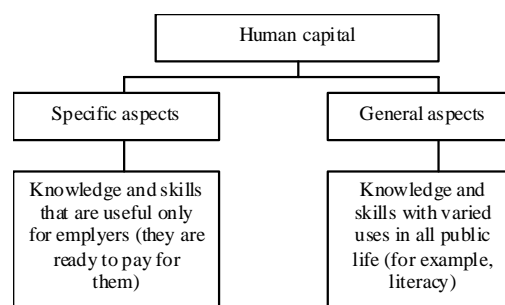 Human capital
Specific aspects
General aspects
Knowledge and skills
that are useful only
for emplyers (they are
ready to pay for
them)
Knowledge and
skills with varied
uses in all public
life (for example,
literacy)